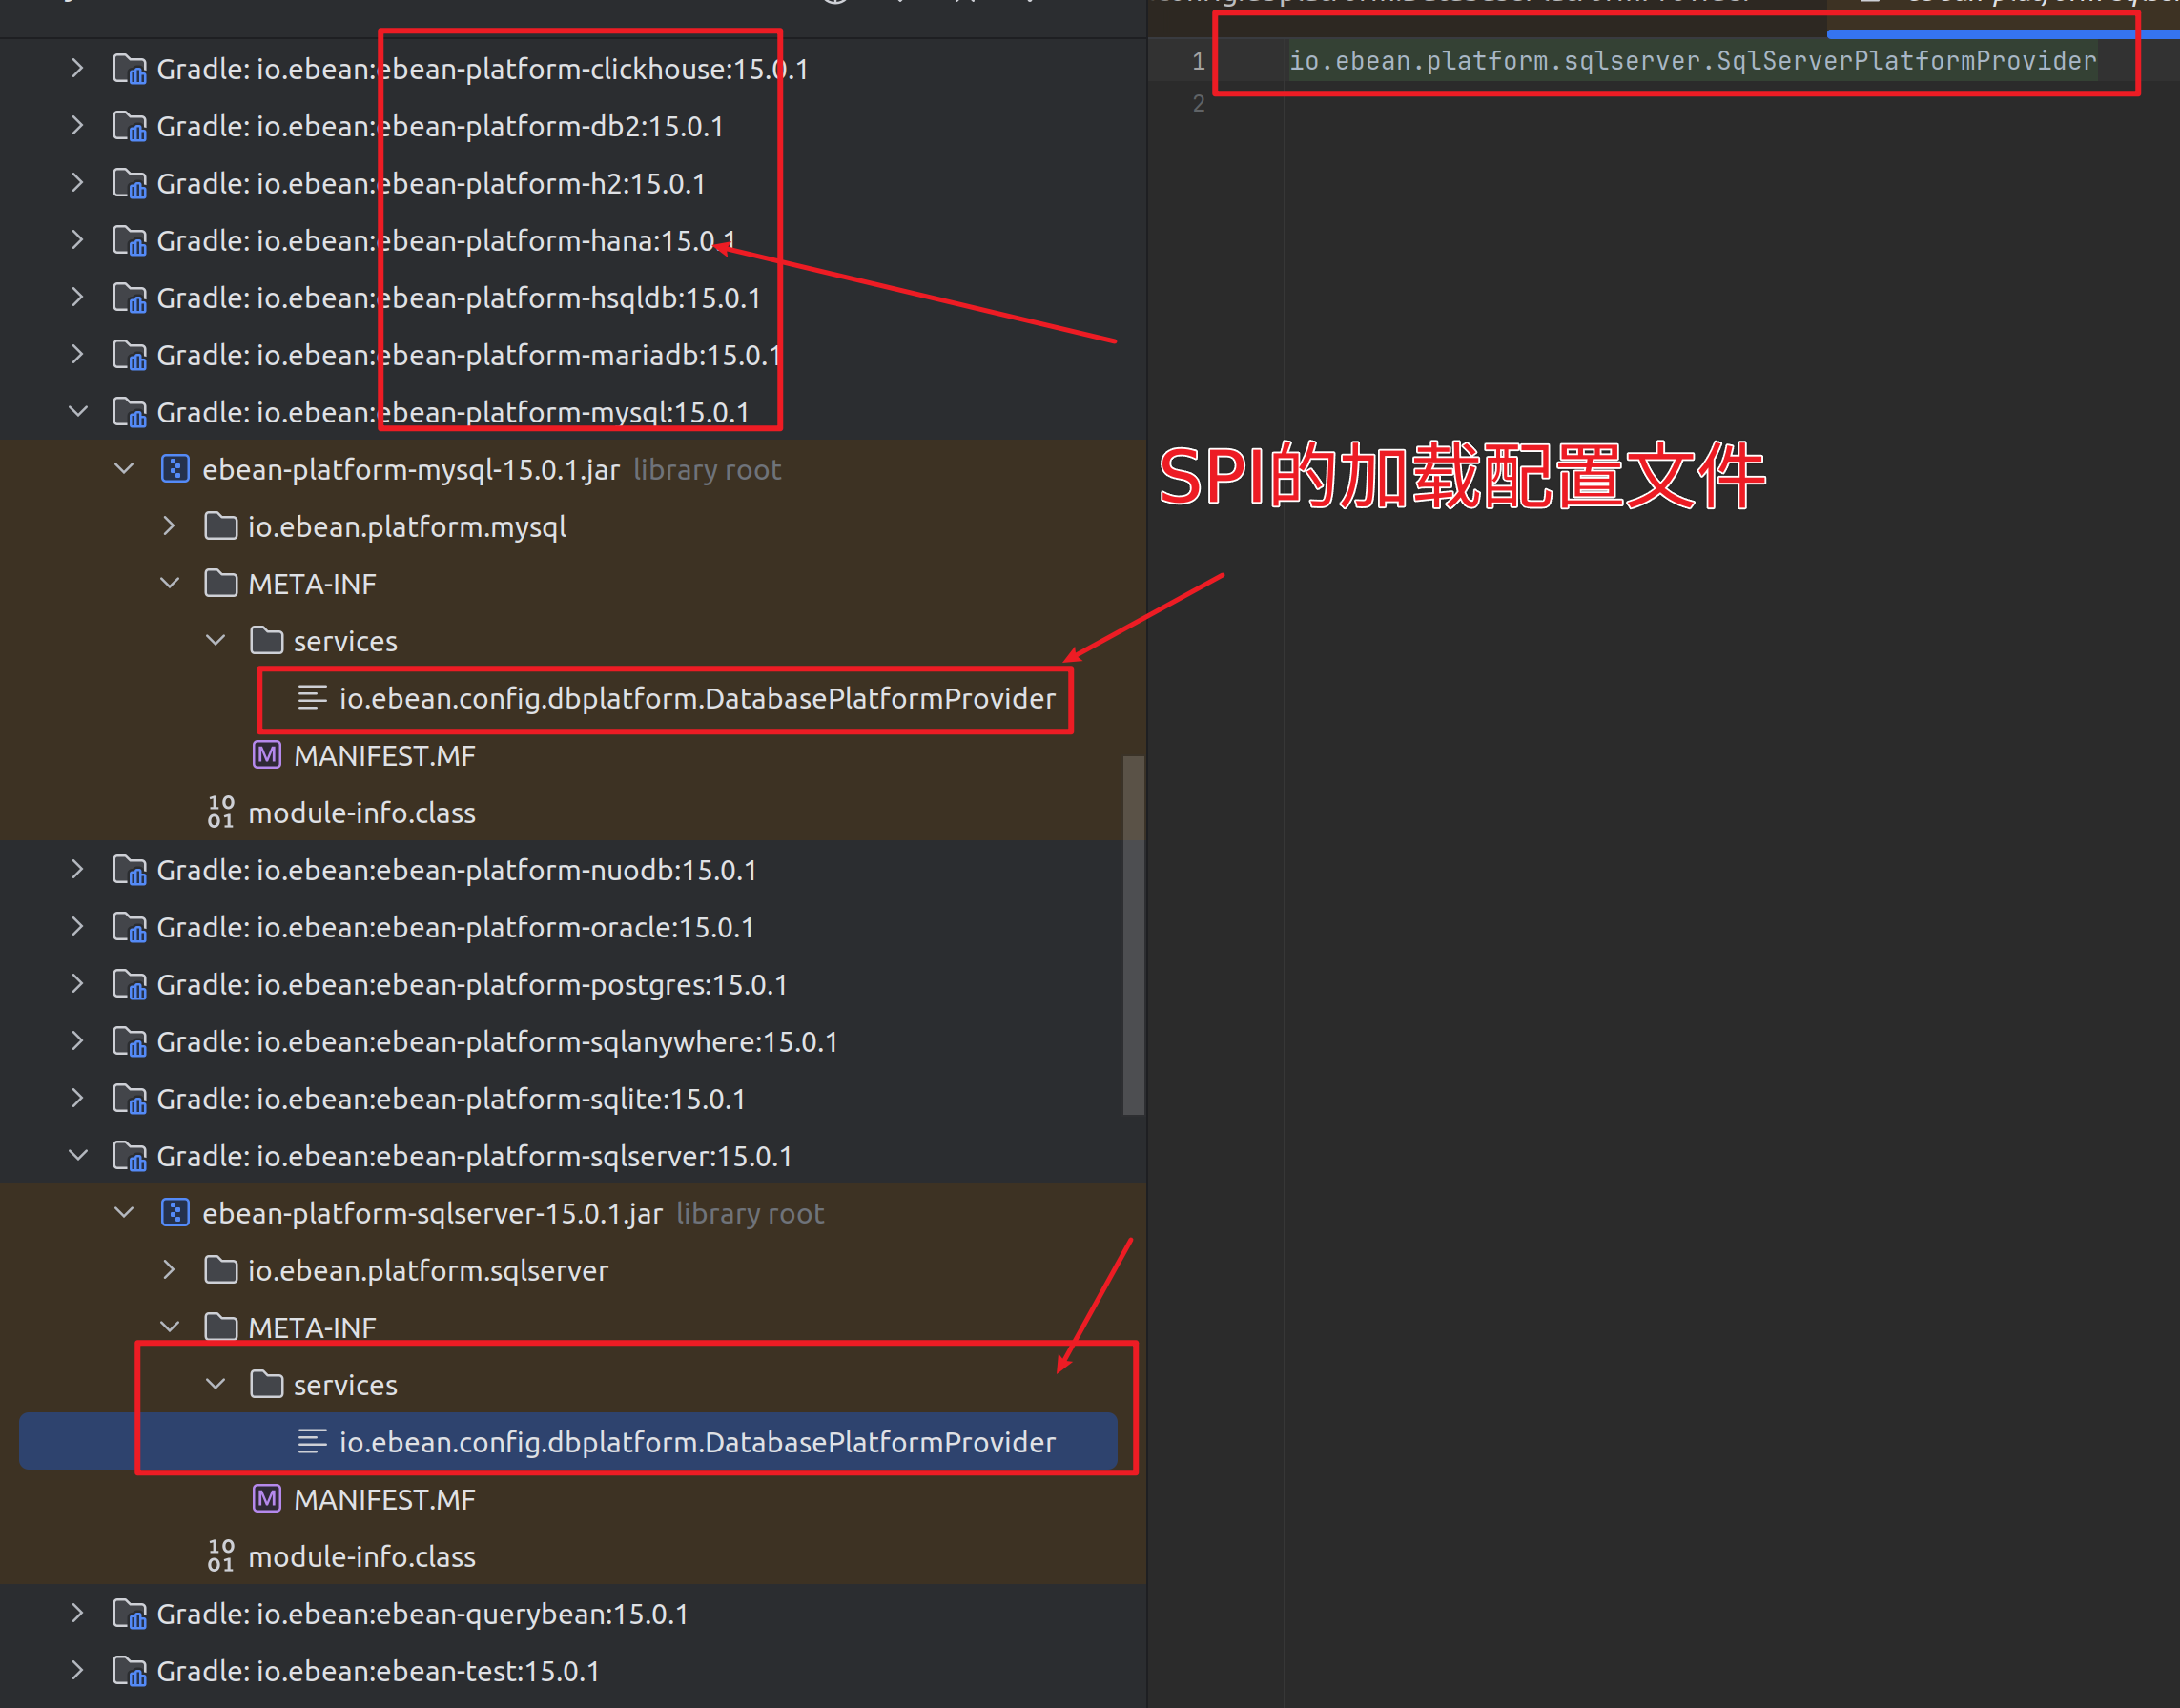 Gradle: io.ebean:ebean-platform-clickhouse:15.0.1
Gradle: io.ebean:ebean-platform-db2:15.0.1
Gradle: io.ebean:ebean-platform-h2:15.0.1
Gradle: io.ebean:ebean-platform-hana:15.0.1
Gradle: io.ebean:ebean-platform-hsqldb:15.0.1
Gradle: io.ebean:ebean-platform-mariadb:15.0.1
Gradle: io.ebean:ebean-platform-mysql:15.0.1
ebean-platform-mysql-15.0.1.jar library root
io.ebean.platform.mysql
META-INF
services
io.ebean.config.dbplatform.DatabasePlatformProvider
MANIFEST.MF
module-info.class
Gradle: io.ebean:ebean-platform-nuodb:15.0.1
Gradle: io.ebean:ebean-platform-oracle:15.0.1
Gradle: io.ebean:ebean-platform-postgres:15.0.1
Gradle: io.ebean:ebean-platform-sqlanywhere:15.0.1
Gradle: io.ebean:ebean-platform-sqlite:15.0.1
Gradle: io.ebean:ebean-platform-sqlserver:15.0.1
ebean-platform-sqlserver-15.0.1.jar library root
io.ebean.platform.sqlserver
META-INF
services
io.ebean.config.dbplatform.DatabasePlatformProvider
MANIFEST.MF
module-info.class
Gradle: io.ebean:ebean-querybean:15.0.1
Gradle: io.ebean:ebean-test:15.0.1
1 io.ebean.platform.sqlserver.SqlServerPlatformProvider
2
SPI的加载配置文件